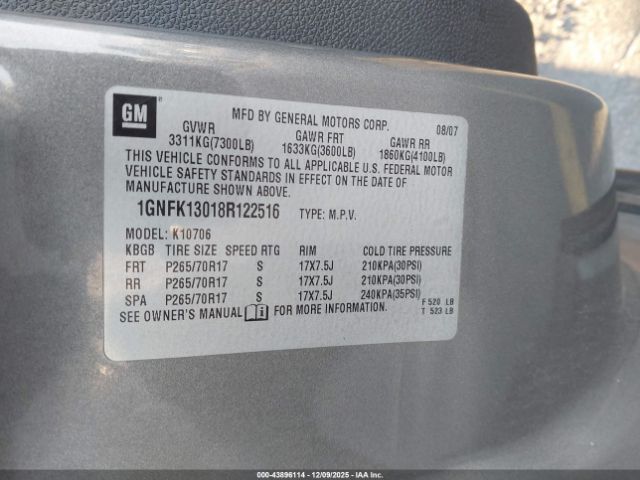 GM
MFD BY GENERAL MOTORS CORP. 08/07
GVWR GAWR FRT GAWR RR
3311KG(7300LB) 1633KG(3600LB) 1860KG(4100LB)
THIS VEHICLE CONFORMS TO ALL APPLICABLE U.S. FEDERAL MOTOR
VEHICLE SAFETY STANDARDS IN EFFECT ON THE DATE OF
MANUFACTURE SHOWN ABOVE.
1GNFK13018R122516 TYPE: M.P.V.
MODEL: K10706
KBGB TIRE SIZE SPEED RTG RIM COLD TIRE PRESSURE
FRT P265/70R17 S 17X7.5J 210KPA(30PSI)
RR P265/70R17 S 17X7.5J 210KPA(30PSI)
SPA P265/70R17 S 17X7.5J 240KPA(35PSI)
SEE OWNER'S MANUAL FOR MORE INFORMATION.
F 520 LB
T 523 LB
000-43896114 - 12/09/2025 - IAAI.COM